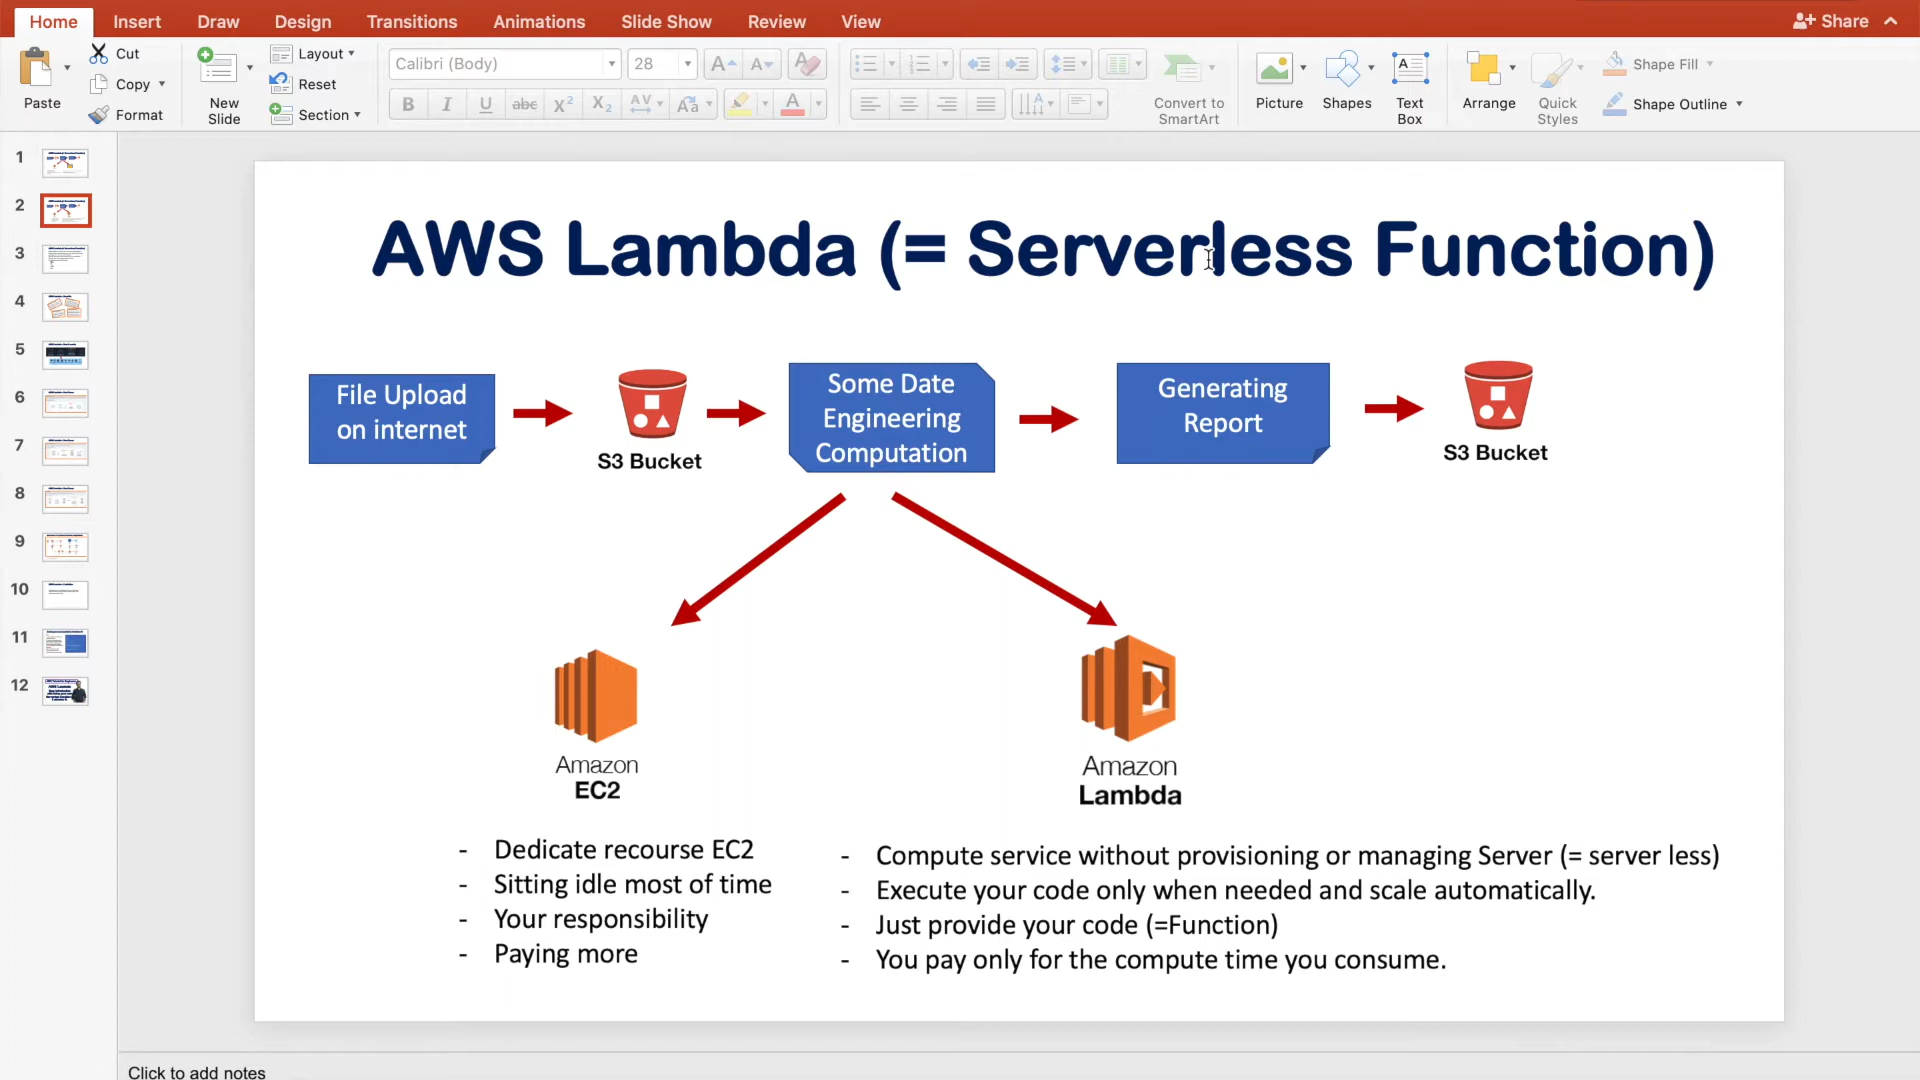 Home Insert Draw Design Transitions Animations Slide Show Review View Share
Paste
Cut
Copy
Format
New
Slide
Layout
Reset
Section
Calibri (Body) 28
Convert to
SmartArt
Picture
Shapes
Text
Box
Arrange
Quick
Styles
Shape Fill
Shape Outline
1
2
3
4
5
6
7
8
9
10
11
12
AWS Lambda (= Serverless Function)
File Upload
on internet
S3 Bucket
Some Date
Engineering
Computation
Generating
Report
S3 Bucket
Amazon
EC2
Amazon
Lambda
- Dedicate recourse EC2
- Sitting idle most of time
- Your responsibility
- Paying more
- Compute service without provisioning or managing Server (= server less)
- Execute your code only when needed and scale automatically.
- Just provide your code (=Function)
- You pay only for the compute time you consume.
Click to add notes